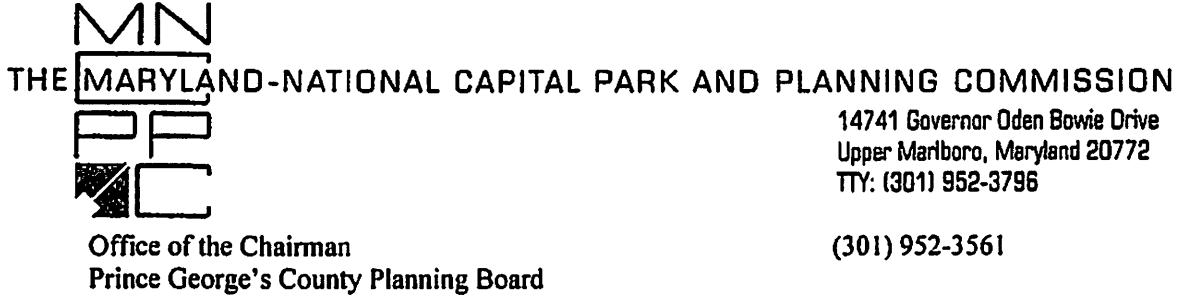 MN
THE MARYLAND-NATIONAL CAPITAL PARK AND PLANNING COMMISSION
PP
C
14741 Governor Oden Bowie Drive
Upper Marlboro, Maryland 20772
TTY: (301) 952-3796
Office of the Chairman
Prince George's County Planning Board
(301) 952-3561